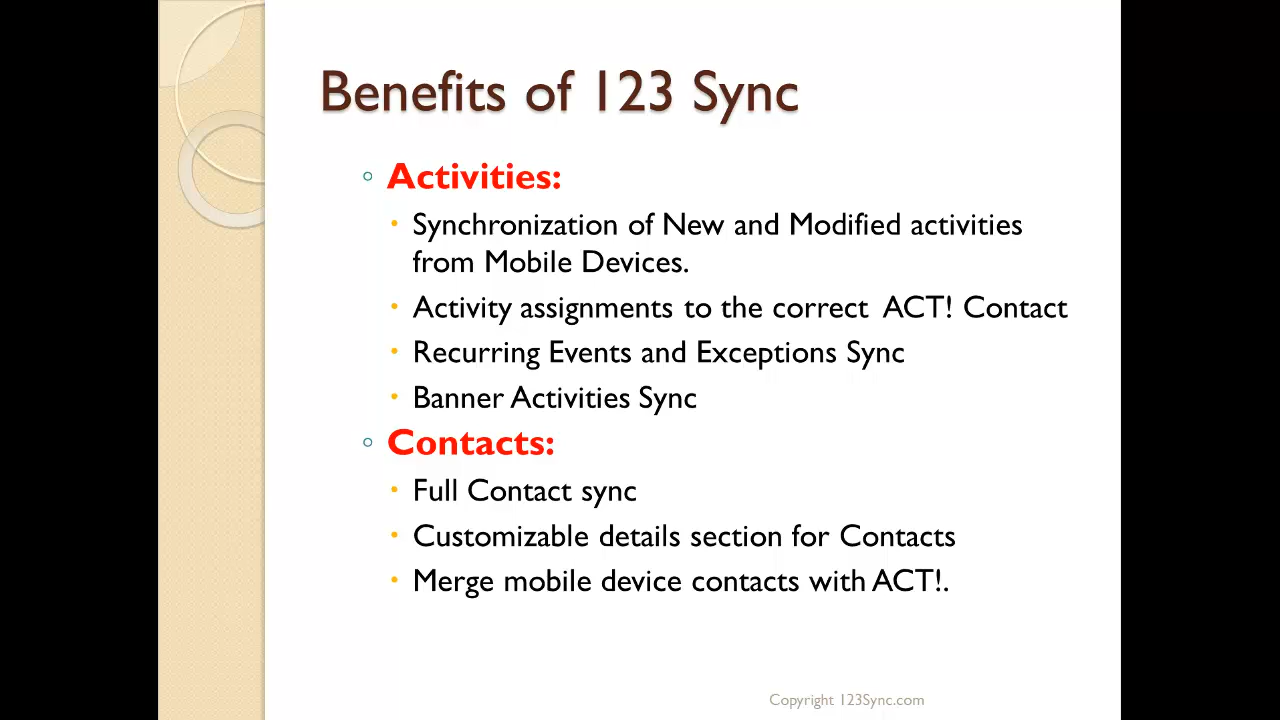 Benefits of 123 Sync
Activities:
Synchronization of New and Modified activities
from Mobile Devices.
Activity assignments to the correct ACT! Contact
Recurring Events and Exceptions Sync
Banner Activities Sync
Contacts:
Full Contact sync
Customizable details section for Contacts
Merge mobile device contacts with ACT!.
Copyright 123Sync.com